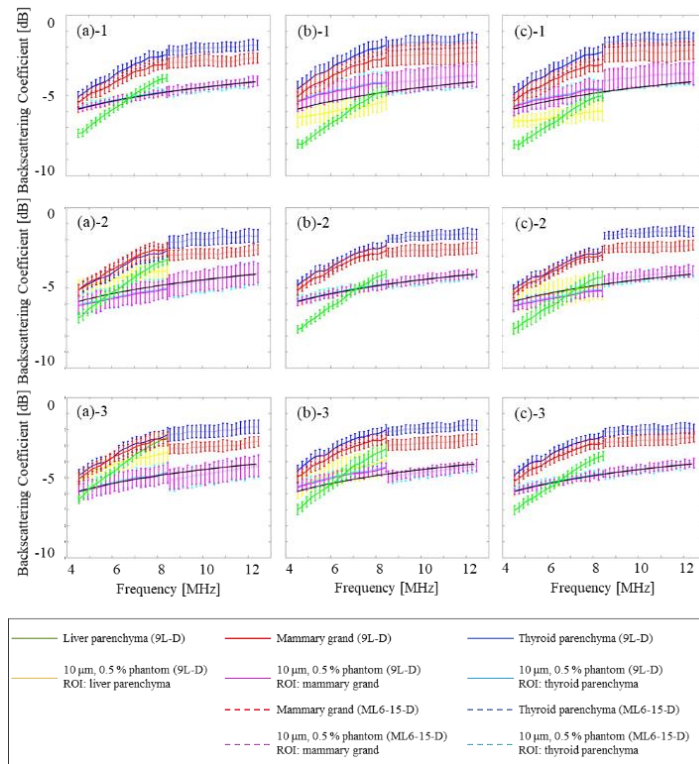 Backscattering Coefficient [dB]
0
-5
-10
(a)-1
(b)-1
(c)-1
Backscattering Coefficient [dB]
0
-5
-10
(a)-2
(b)-2
(c)-2
Backscattering Coefficient [dB]
0
-5
-10
(a)-3
(b)-3
(c)-3
4 6 8 10 12
4 6 8 10 12
4 6 8 10 12
Frequency [MHz]
Frequency [MHz]
Frequency [MHz]
Liver parenchyma (9L-D)
Mammary grand (9L-D)
Thyroid parenchyma (9L-D)
10 μm, 0.5 % phantom (9L-D)
ROI: liver parenchyma
10 μm, 0.5 % phantom (9L-D)
ROI: mammary grand
10 μm, 0.5 % phantom (9L-D)
ROI: thyroid parenchyma
Mammary grand (ML6-15-D)
Thyroid parenchyma (ML6-15-D)
10 μm, 0.5 % phantom (ML6-15-D)
ROI: mammary grand
10 μm, 0.5 % phantom (ML6-15-D)
ROI: thyroid parenchyma